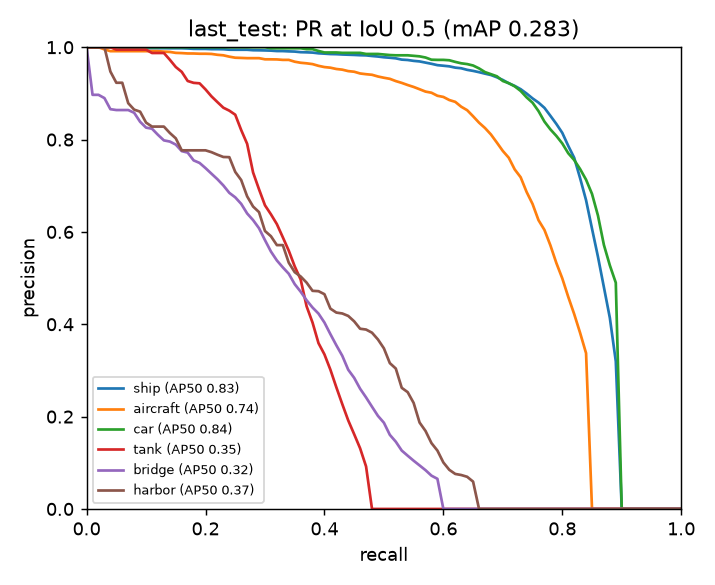 last_test: PR at IoU 0.5 (mAP 0.283)
1.0
0.8
0.6
0.4
0.2
0.0
precision
ship (AP50 0.83)
aircraft (AP50 0.74)
car (AP50 0.84)
tank (AP50 0.35)
bridge (AP50 0.32)
harbor (AP50 0.37)
0.0 0.2 0.4 0.6 0.8 1.0
recall